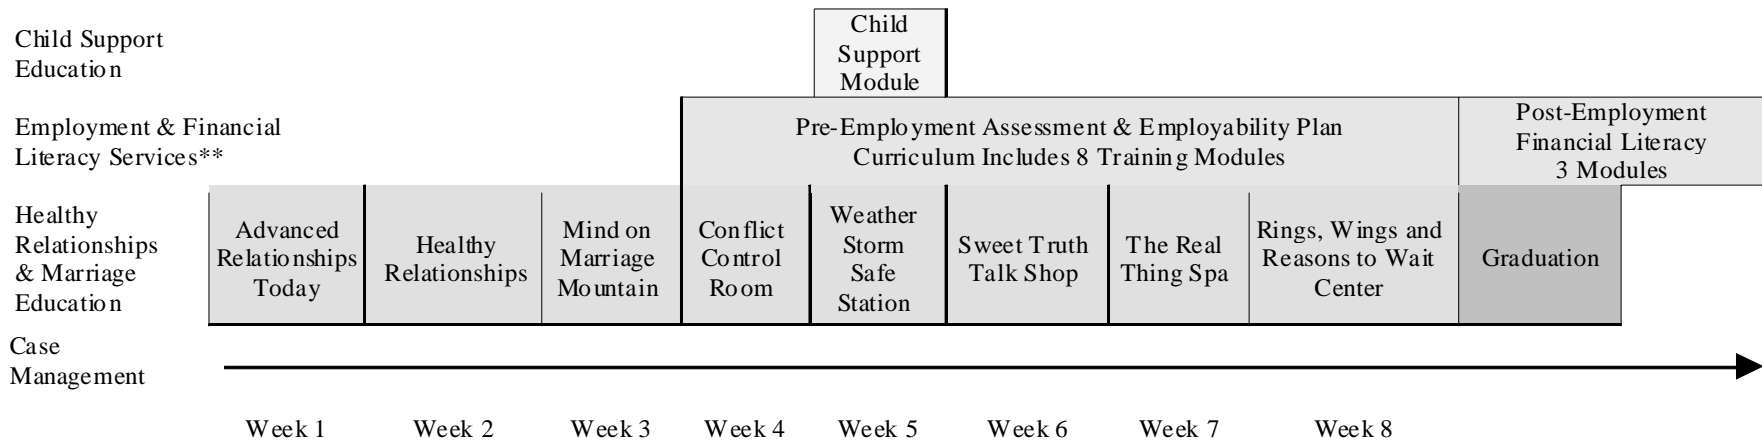 Child Support
Education
Child
Support
Module
Employment & Financial
Literacy Services**
Pre-Employment Assessment & Employability Plan
Curriculum Includes 8 Training Modules
Post-Employment
Financial Literacy
3 Modules
Healthy
Relationships
& Marriage
Education
Advanced
Relationships
Today
Healthy
Relationships
Mind on
Marriage
Mountain
Conflict
Control
Room
Weather
Storm
Safe
Station
Sweet Truth
Talk Shop
The Real
Thing Spa
Rings, Wings and
Reasons to Wait
Center
Graduation
Case
Management
Week 1
Week 2
Week 3
Week 4
Week 5
Week 6
Week 7
Week 8